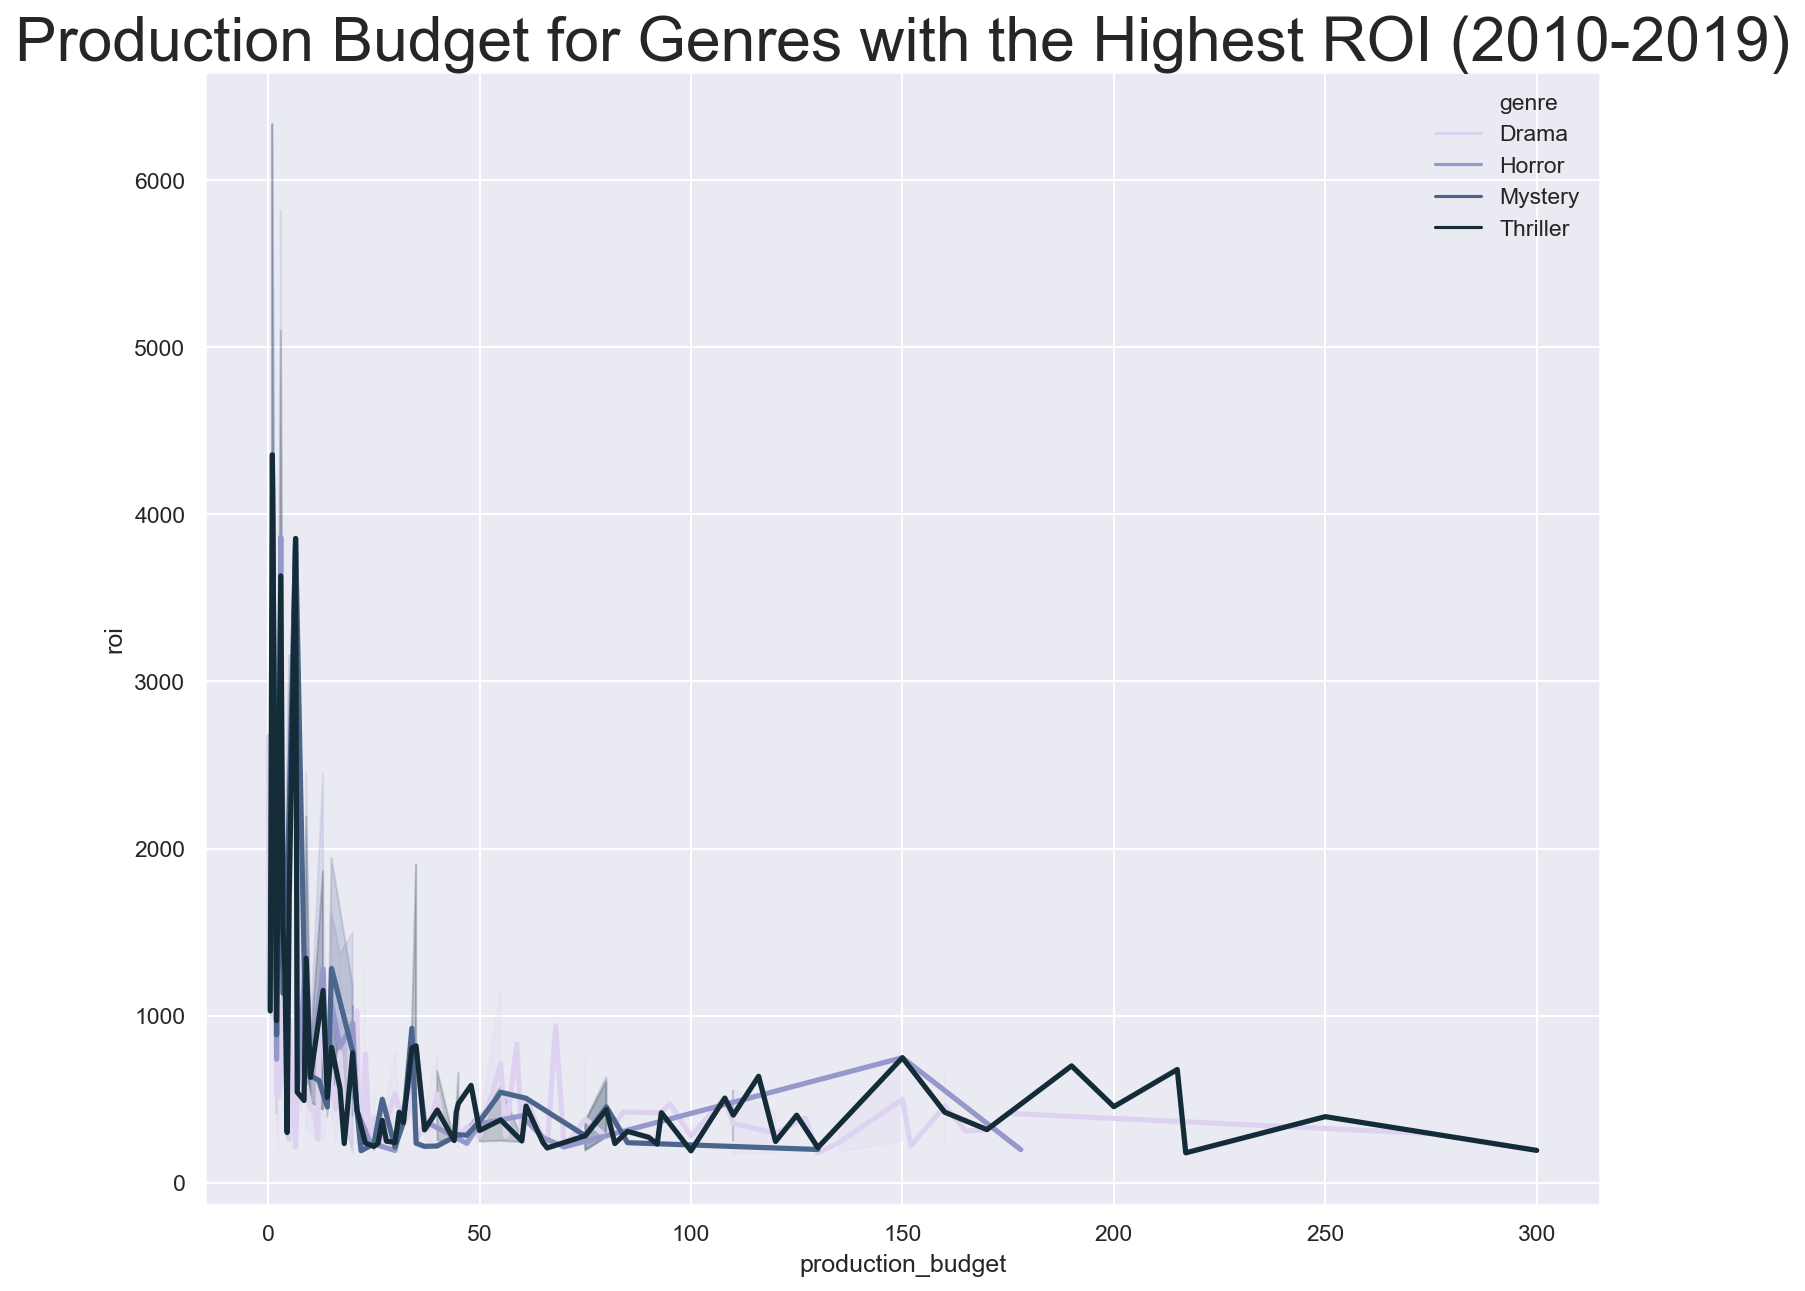 Production Budget for Genres with the Highest ROI (2010-2019)
genre
Drama
Horror
Mystery
Thriller
6000
5000
4000
3000
2000
1000
0
roi
0 50 100 150 200 250 300
production_budget